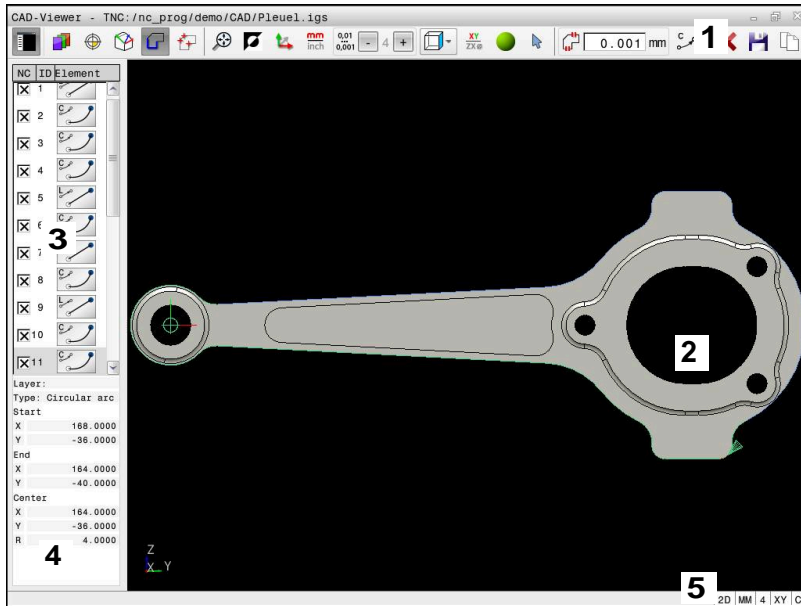 CAD-Viewer - TNC:/nc_prog/demo/CAD/Pleuel.igs
mm
inch
0,01
0,001
- 4 +
XY
ZXø
0.001 mm
C
1
NC ID Element
1
2 C
3 C
4 C
5 L
6 C
7
3
8 C
9 L
10 C
11 C
Layer:
Type: Circular arc
Start
X 168.0000
Y -36.0000
End
X 164.0000
Y -40.0000
Center
X 164.0000
Y -36.0000
R 4.0000
4
2
Z
X Y
5
2D MM 4 XY C